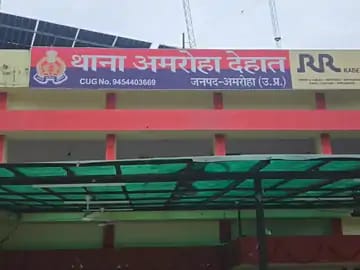 थाना अमरोहा देहात
CUG No. 9454403669
जनपद-अमरोहा (उ.प्र.)
RR